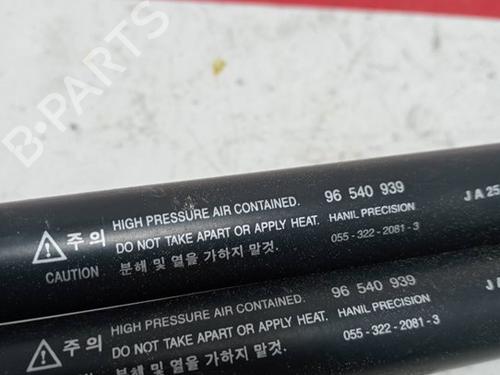 B-PARTS
HIGH PRESSURE AIR CONTAINED. 96 540 939
주의 DO NOT TAKE APART OR APPLY HEAT. HANIL PRECISION
CAUTION 분해 및 열을 가하지 말것. 055-322-2081-3
JA25
HIGH PRESSURE AIR CONTAINED. 96 540 939
주의 DO NOT TAKE APART OR APPLY HEAT. HANIL PRECISION
CAUTION 분해 및 열을 가하지 말것. 055-322-2081-3